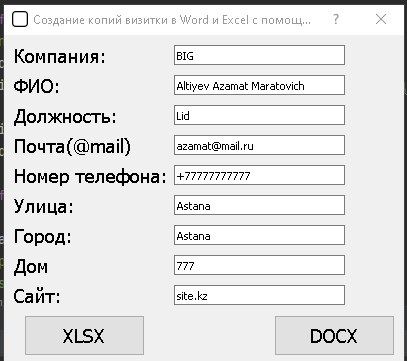 Создание копий визитки в Word и Excel с помощ... ? ×
Компания: BIG
ФИО: Altiyev Azamat Maratovich
Должность: Lid
Почта(@mail) azamat@mail.ru
Номер телефона: +77777777777
Улица: Astana
Город: Astana
Дом 777
Сайт: site.kz
XLSX DOCX